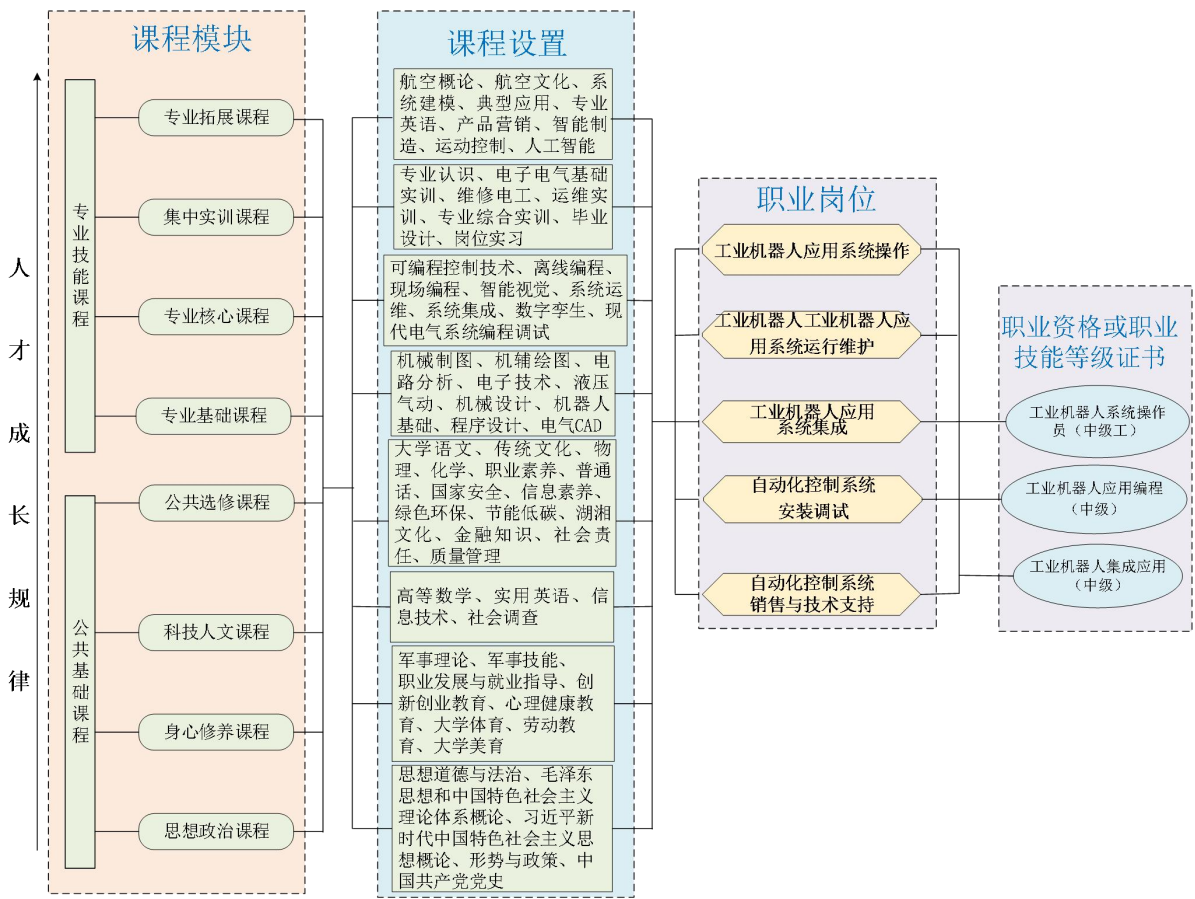 人才成长规律
课程模块
专业技能课程
专业拓展课程
集中实训课程
专业核心课程
专业基础课程
公共基础课程
公共选修课程
科技人文课程
身心修养课程
思想政治课程
课程设置
航空概论、航空文化、系
统建模、典型应用、专业
英语、产品营销、智能制
造、运动控制、人工智能
专业认识、电子电气基础
实训、维修电工、运维实
训、专业综合实训、毕业
设计、岗位实习
可编程控制技术、离线编程、
现场编程、智能视觉、系统运
维、系统集成、数字孪生、现
代电气系统编程调试
机械制图、机辅绘图、电
路分析、电子技术、液压
气动、机械设计、机器人
基础、程序设计、电气CAD
大学语文、传统文化、物
理、化学、职业素养、普通
话、国家安全、信息素养、
绿色环保、节能低碳、湖湘
文化、金融知识、社会责
任、质量管理
高等数学、实用英语、信
息技术、社会调查
军事理论、军事技能、
职业发展与就业指导、创
新创业教育、心理健康教
育、大学体育、劳动教
育、大学美育
思想道德与法治、毛泽东
思想和中国特色社会主义
理论体系概论、习近平新
时代中国特色社会主义思
想概论、形势与政策、中
国共产党党史
职业岗位
工业机器人应用系统操作
工业机器人工业机器人应
用系统运行维护
工业机器人应用
系统集成
自动化控制系统
安装调试
自动化控制系统
销售与技术支持
职业资格或职业
技能等级证书
工业机器人系统操作
员（中级工）
工业机器人应用编程
（中级）
工业机器人集成应用
（中级）